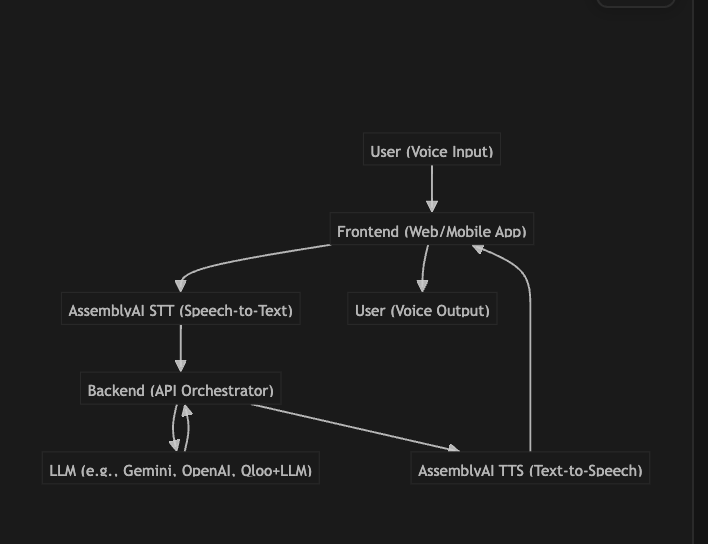 User (Voice Input)
Frontend (Web/Mobile App)
AssemblyAI STT (Speech-to-Text)
User (Voice Output)
Backend (API Orchestrator)
LLM (e.g., Gemini, OpenAI, Qloo+LLM)
AssemblyAI TTS (Text-to-Speech)